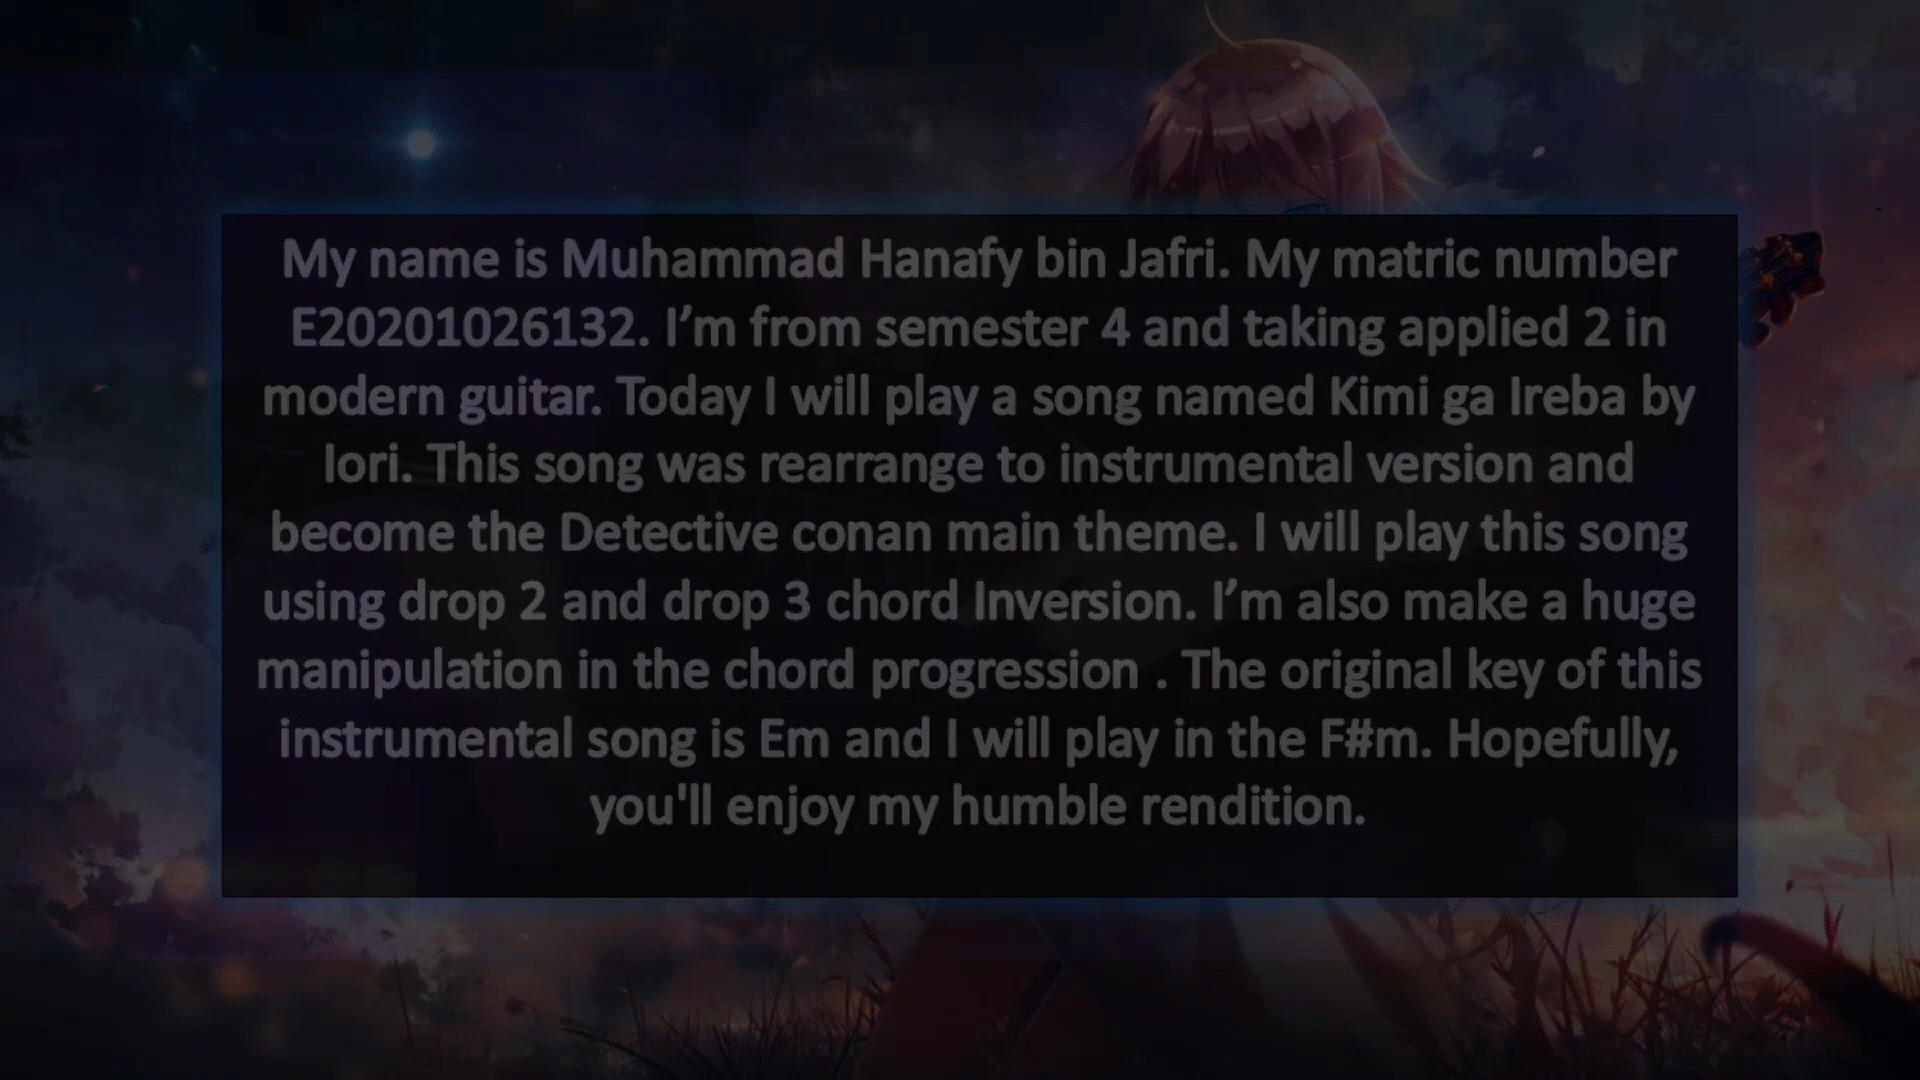 My name is Muhammad Hanafy bin Jafri. My matric number
E20201026132. I’m from semester 4 and taking applied 2 in
modern guitar. Today I will play a song named Kimi ga Ireba by
Iori. This song was rearrange to instrumental version and
become the Detective conan main theme. I will play this song
using drop 2 and drop 3 chord Inversion. I’m also make a huge
manipulation in the chord progression . The original key of this
instrumental song is Em and I will play in the F#m. Hopefully,
you'll enjoy my humble rendition.